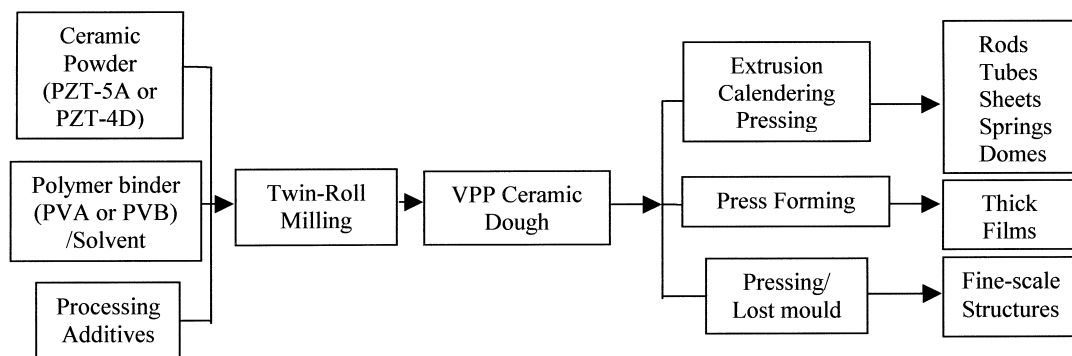 Ceramic
Powder
(PZT-5A or
PZT-4D)
Polymer binder
(PVA or PVB)
/Solvent
Processing
Additives
Twin-Roll
Milling
VPP Ceramic
Dough
Extrusion
Calendering
Pressing
Press Forming
Pressing/
Lost mould
Rods
Tubes
Sheets
Springs
Domes
Thick
Films
Fine-scale
Structures